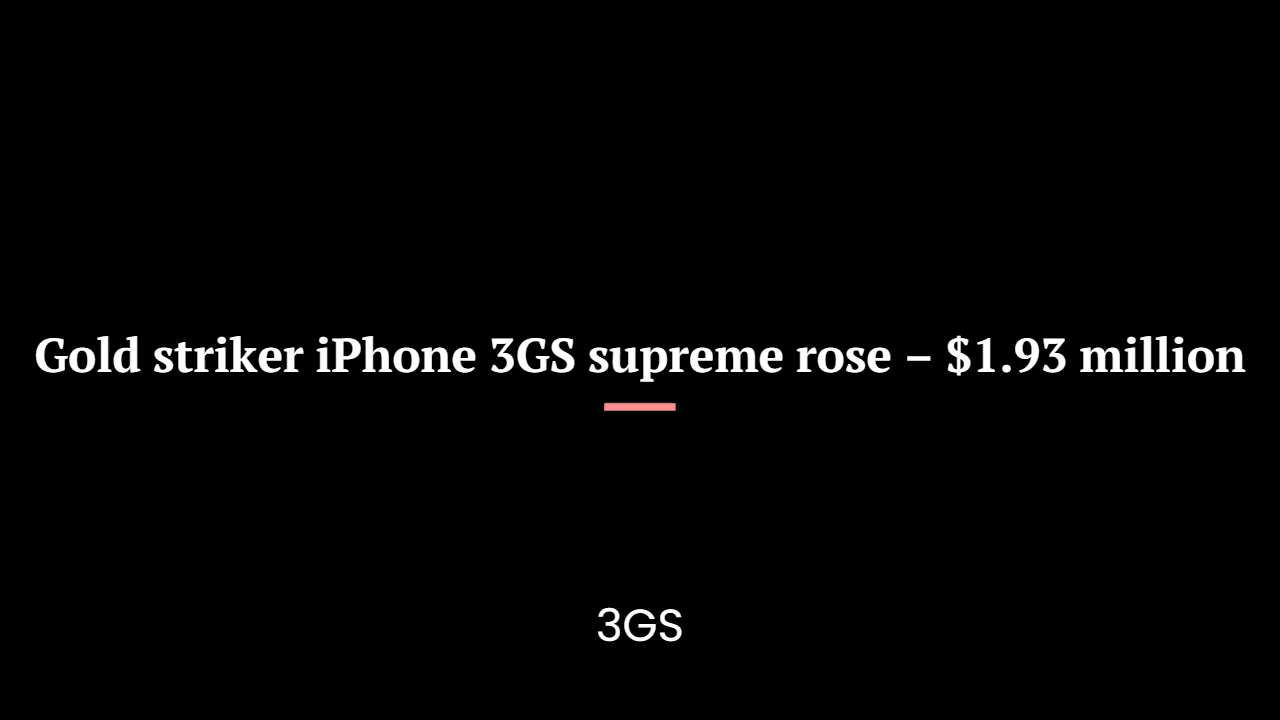 Gold striker iPhone 3GS supreme rose – $1.93 million
3GS